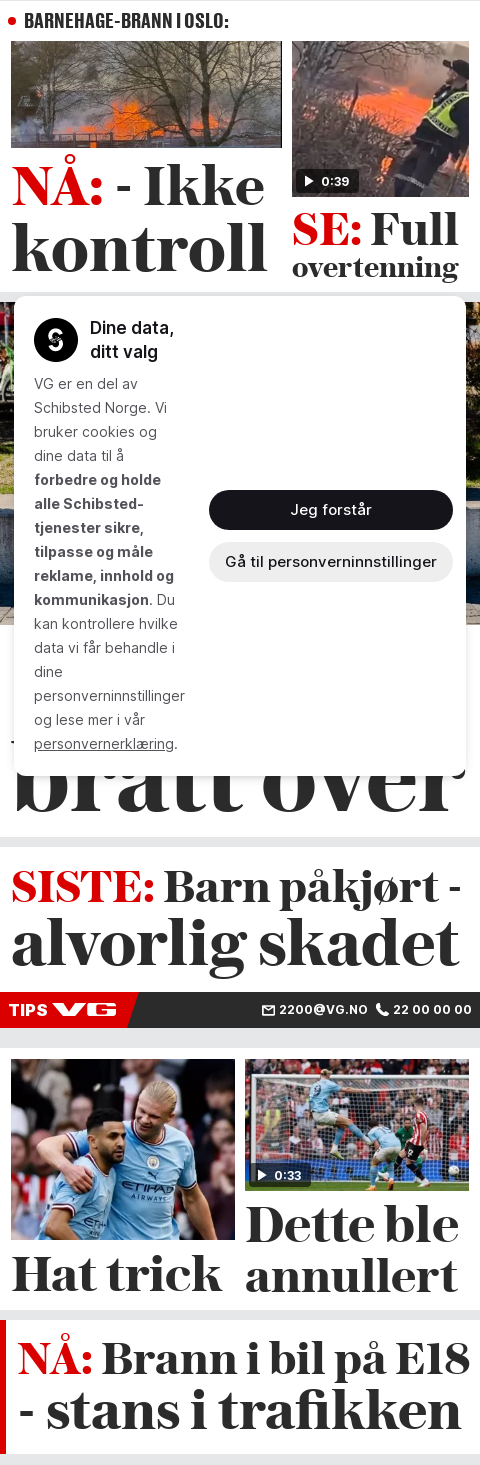 BARNEHAGE-BRANN I OSLO:
NÅ: - Ikke
kontroll
0:39
SE: Full
overtenning
Dine data,
ditt valg
VG er en del av
Schibsted Norge. Vi
bruker cookies og
dine data til å
forbedre og holde
alle Schibsted-
tjenester sikre,
tilpasse og måle
reklame, innhold og
kommunikasjon. Du
kan kontrollere hvilke
data vi får behandle i
dine
personverninnstillinger
og lese mer i vår
personvernerklæring.
Jeg forstår
Gå til personverninnstillinger
brått over
SISTE: Barn påkjørt -
alvorlig skadet
TIPS VG
2200@VG.NO
22 00 00 00
ETIHAD
AIRWAYS
Hat trick
0:33
Dette ble
annullert
NÅ: Brann i bil på E18
- stans i trafikken